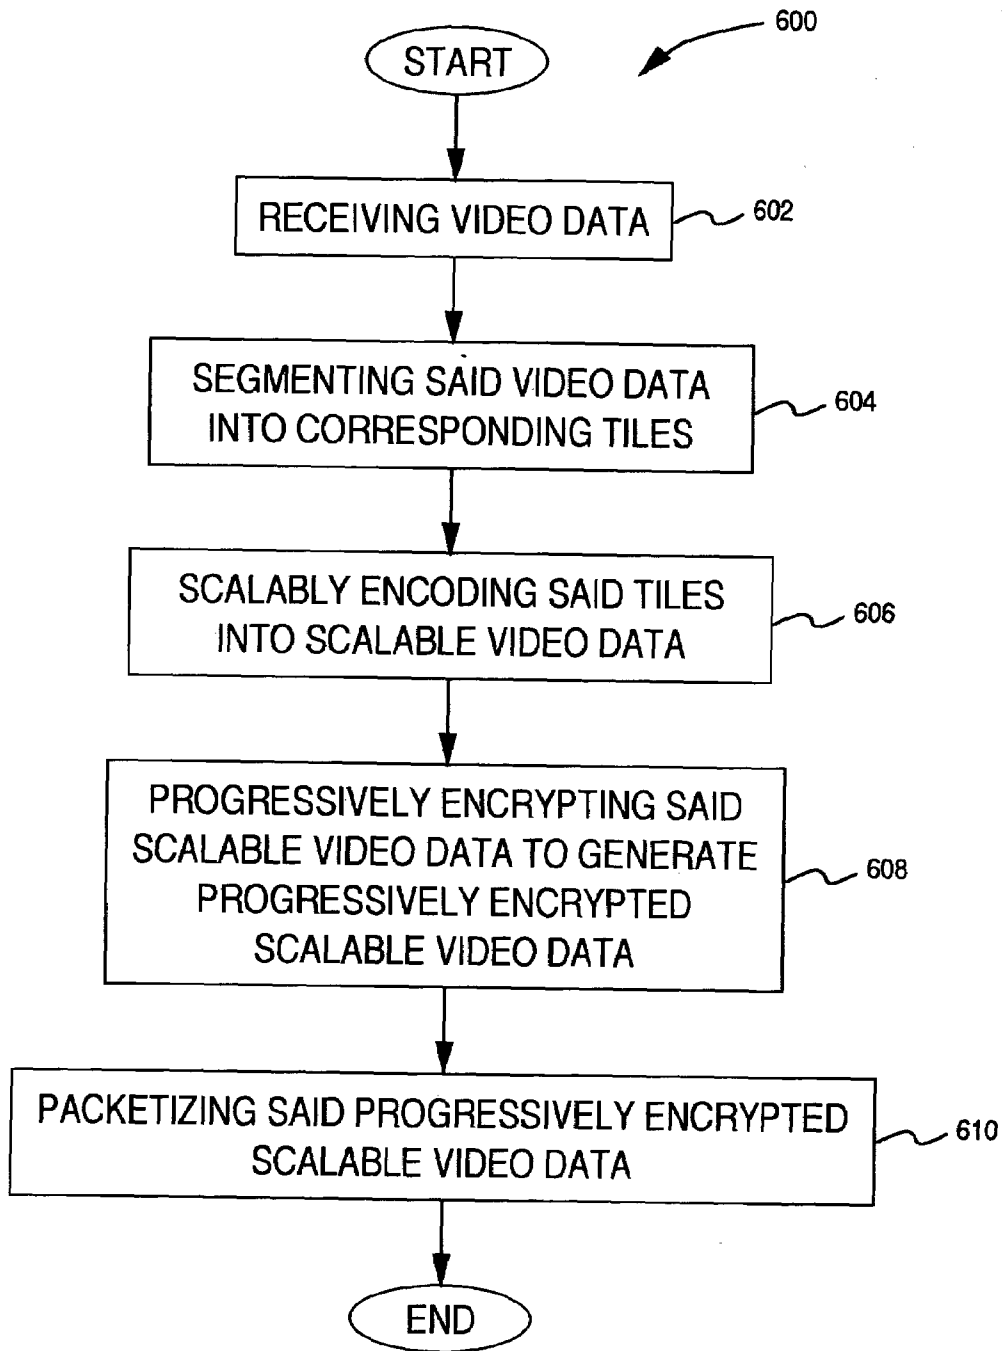 600
START
RECEIVING VIDEO DATA
602
SEGMENTING SAID VIDEO DATA
INTO CORRESPONDING TILES
604
SCALABLY ENCODING SAID TILES
INTO SCALABLE VIDEO DATA
606
PROGRESSIVELY ENCRYPTING SAID
SCALABLE VIDEO DATA TO GENERATE
PROGRESSIVELY ENCRYPTED
SCALABLE VIDEO DATA
608
PACKETIZING SAID PROGRESSIVELY ENCRYPTED
SCALABLE VIDEO DATA
610
END